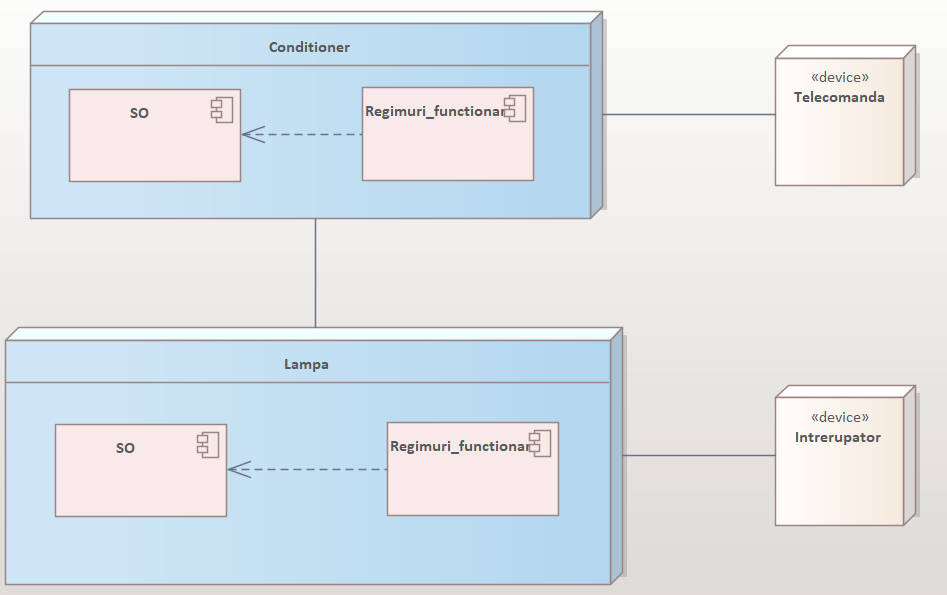 Conditioner
SO
Regimuri_functionar
«device»
Telecomanda
Lampa
SO
Regimuri_functionar
«device»
Intrerupator